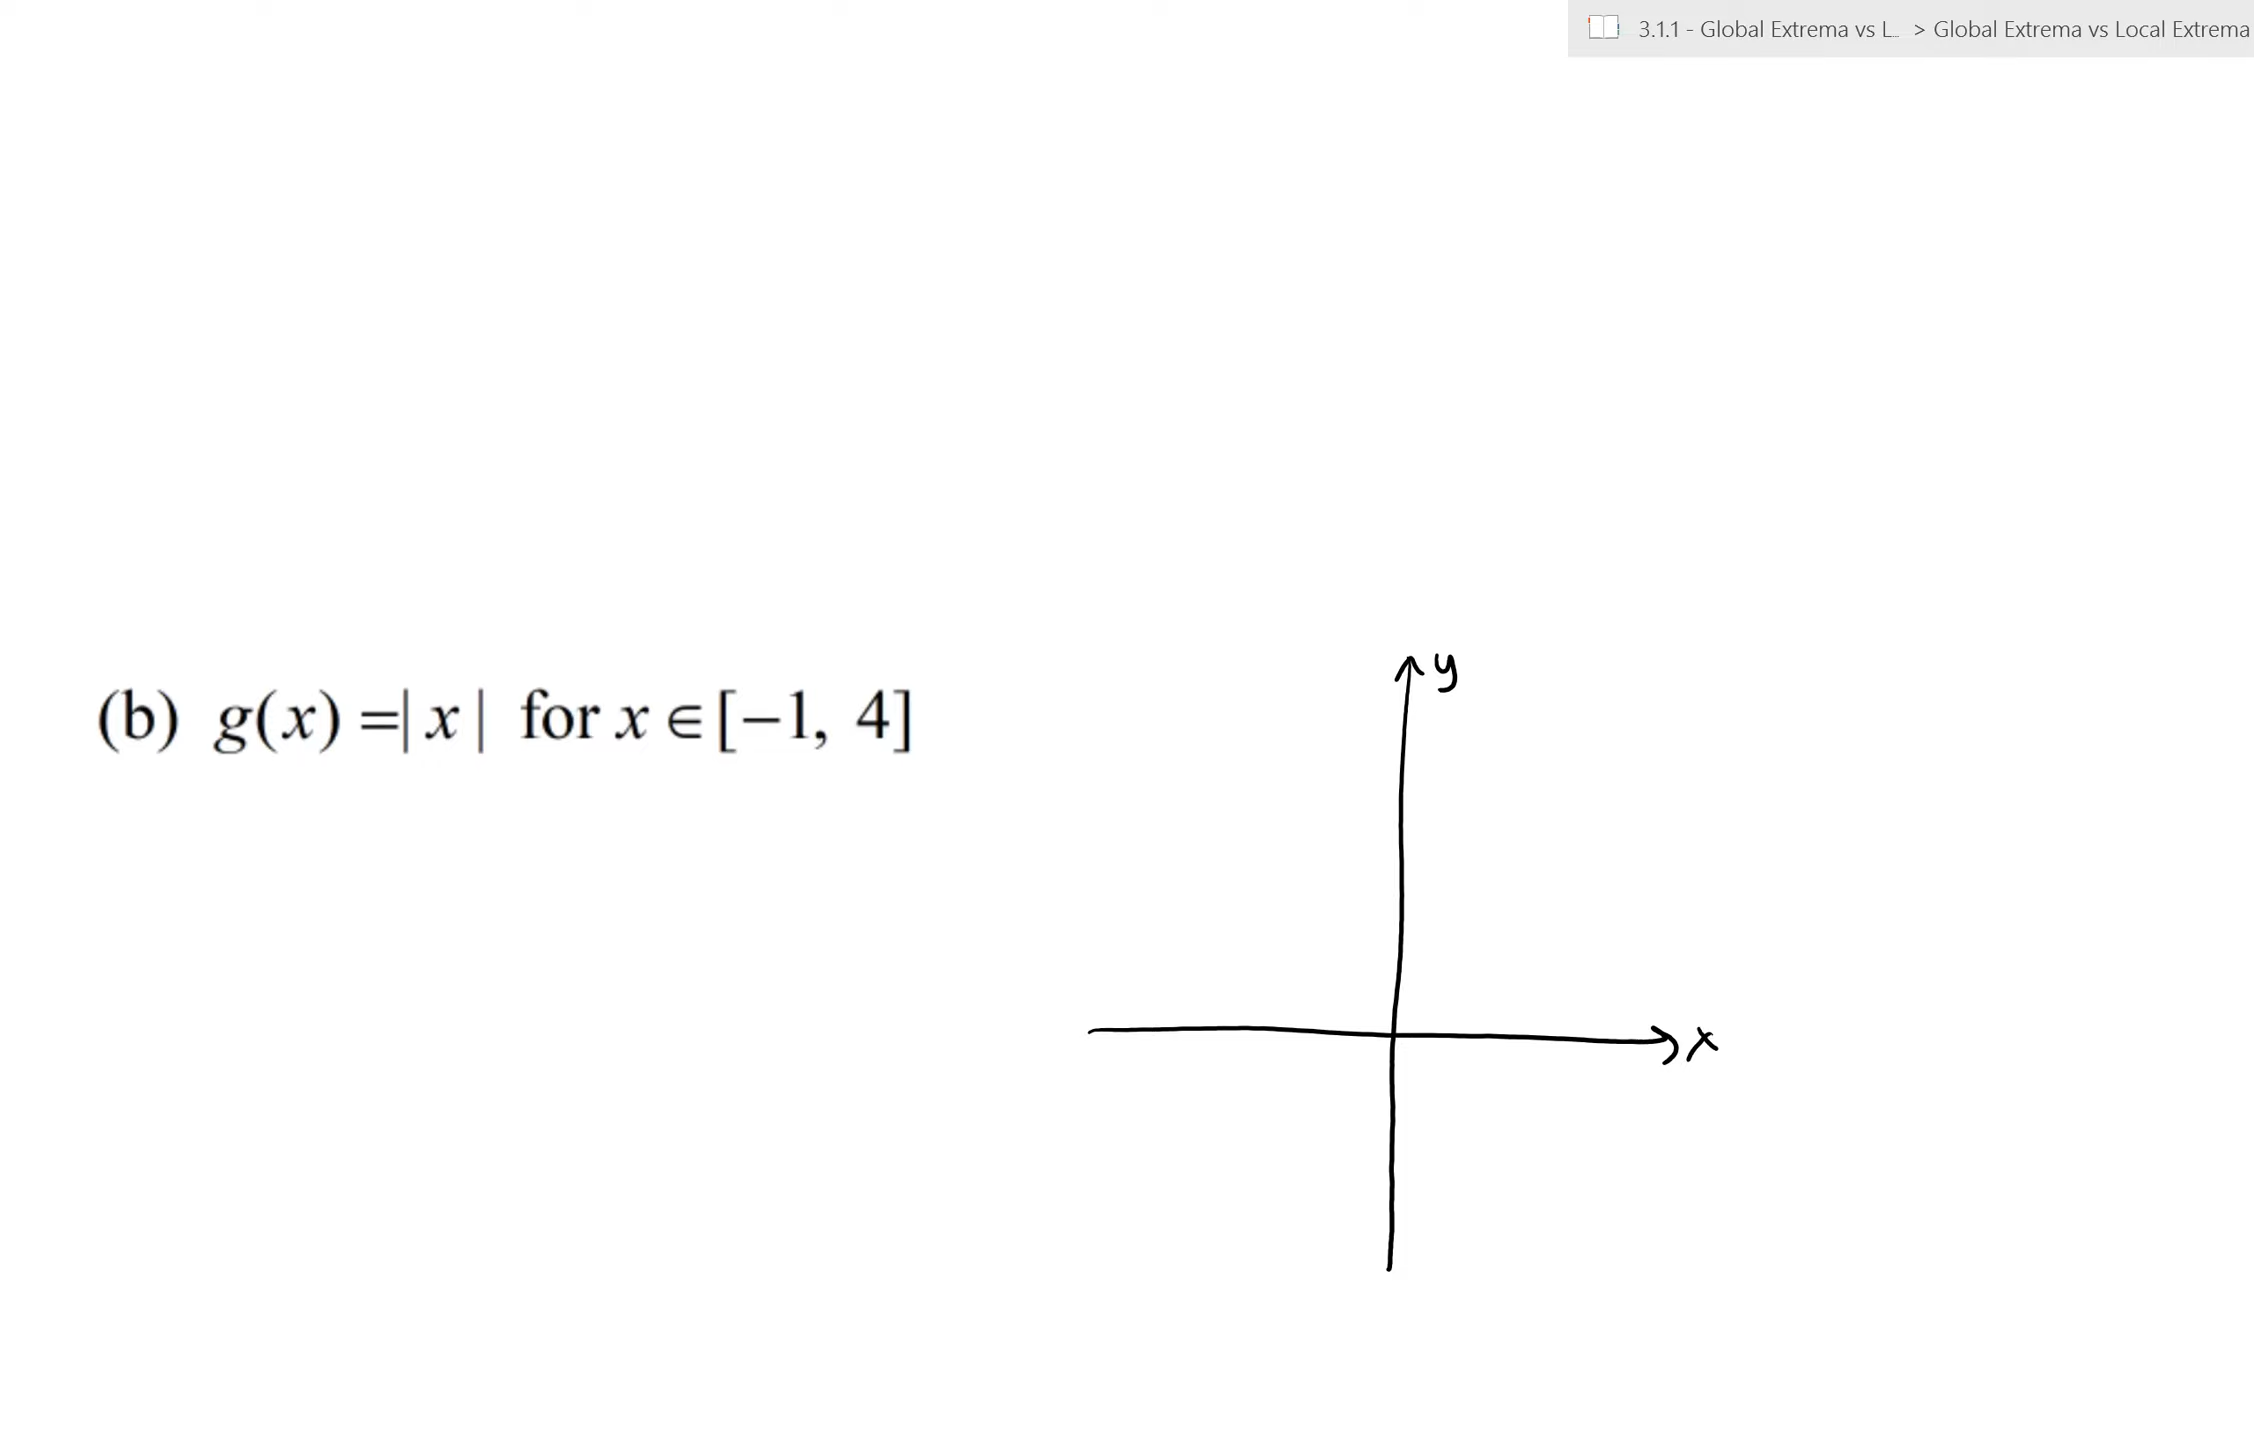 3.1.1 - Global Extrema vs L... > Global Extrema vs Local Extrema
y
(b) g(x) =| x | for x ∈[−1, 4]
x